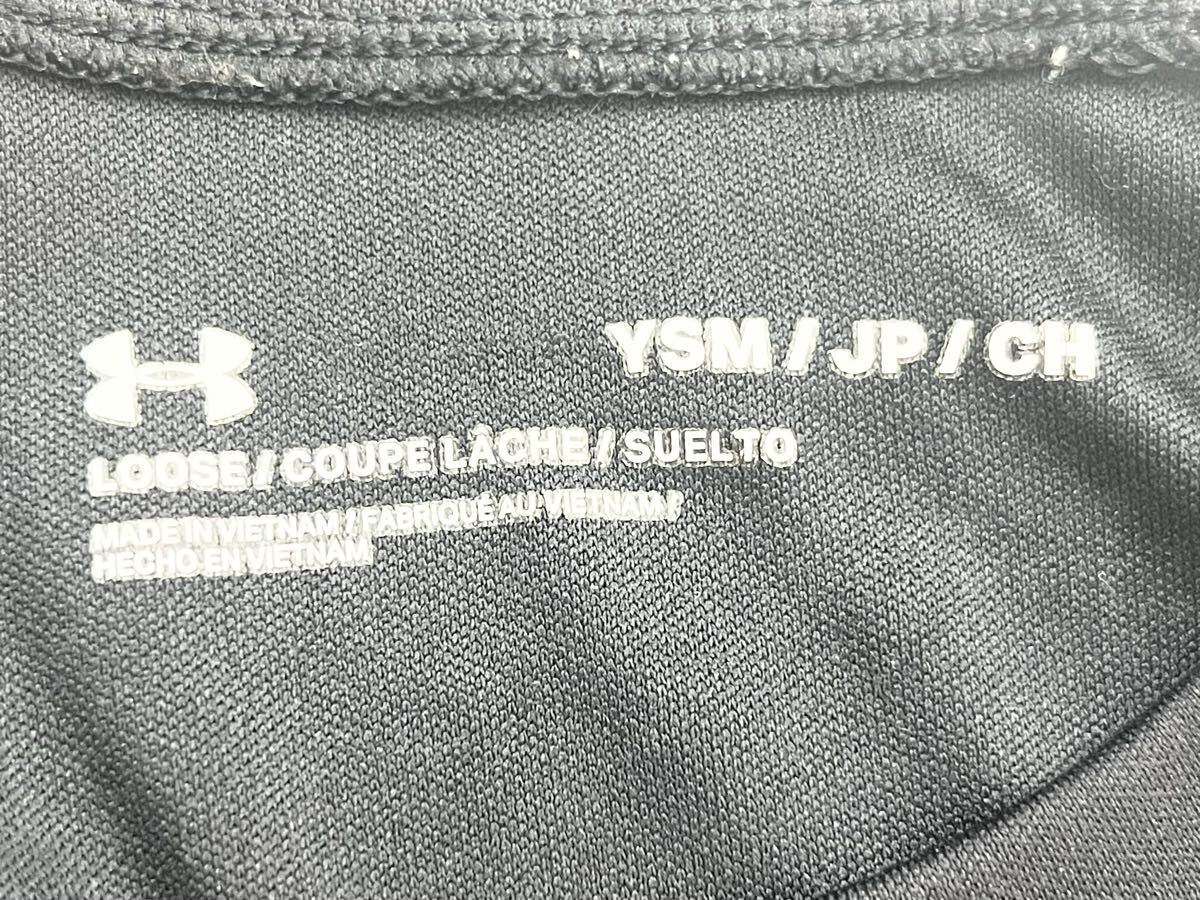 YSM / JP / CH
LOOSE / COUPE LÂCHE / SUELTO
MADE IN VIETNAM / FABRIQUÉ AU VIETNAM /
HECHO EN VIETNAM